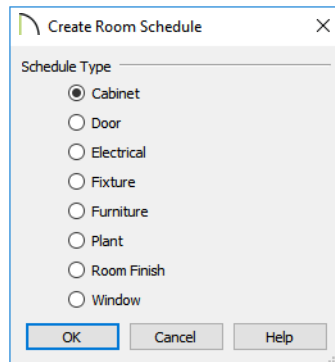 Create Room Schedule
Schedule Type
Cabinet
Door
Electrical
Fixture
Furniture
Plant
Room Finish
Window
OK Cancel Help